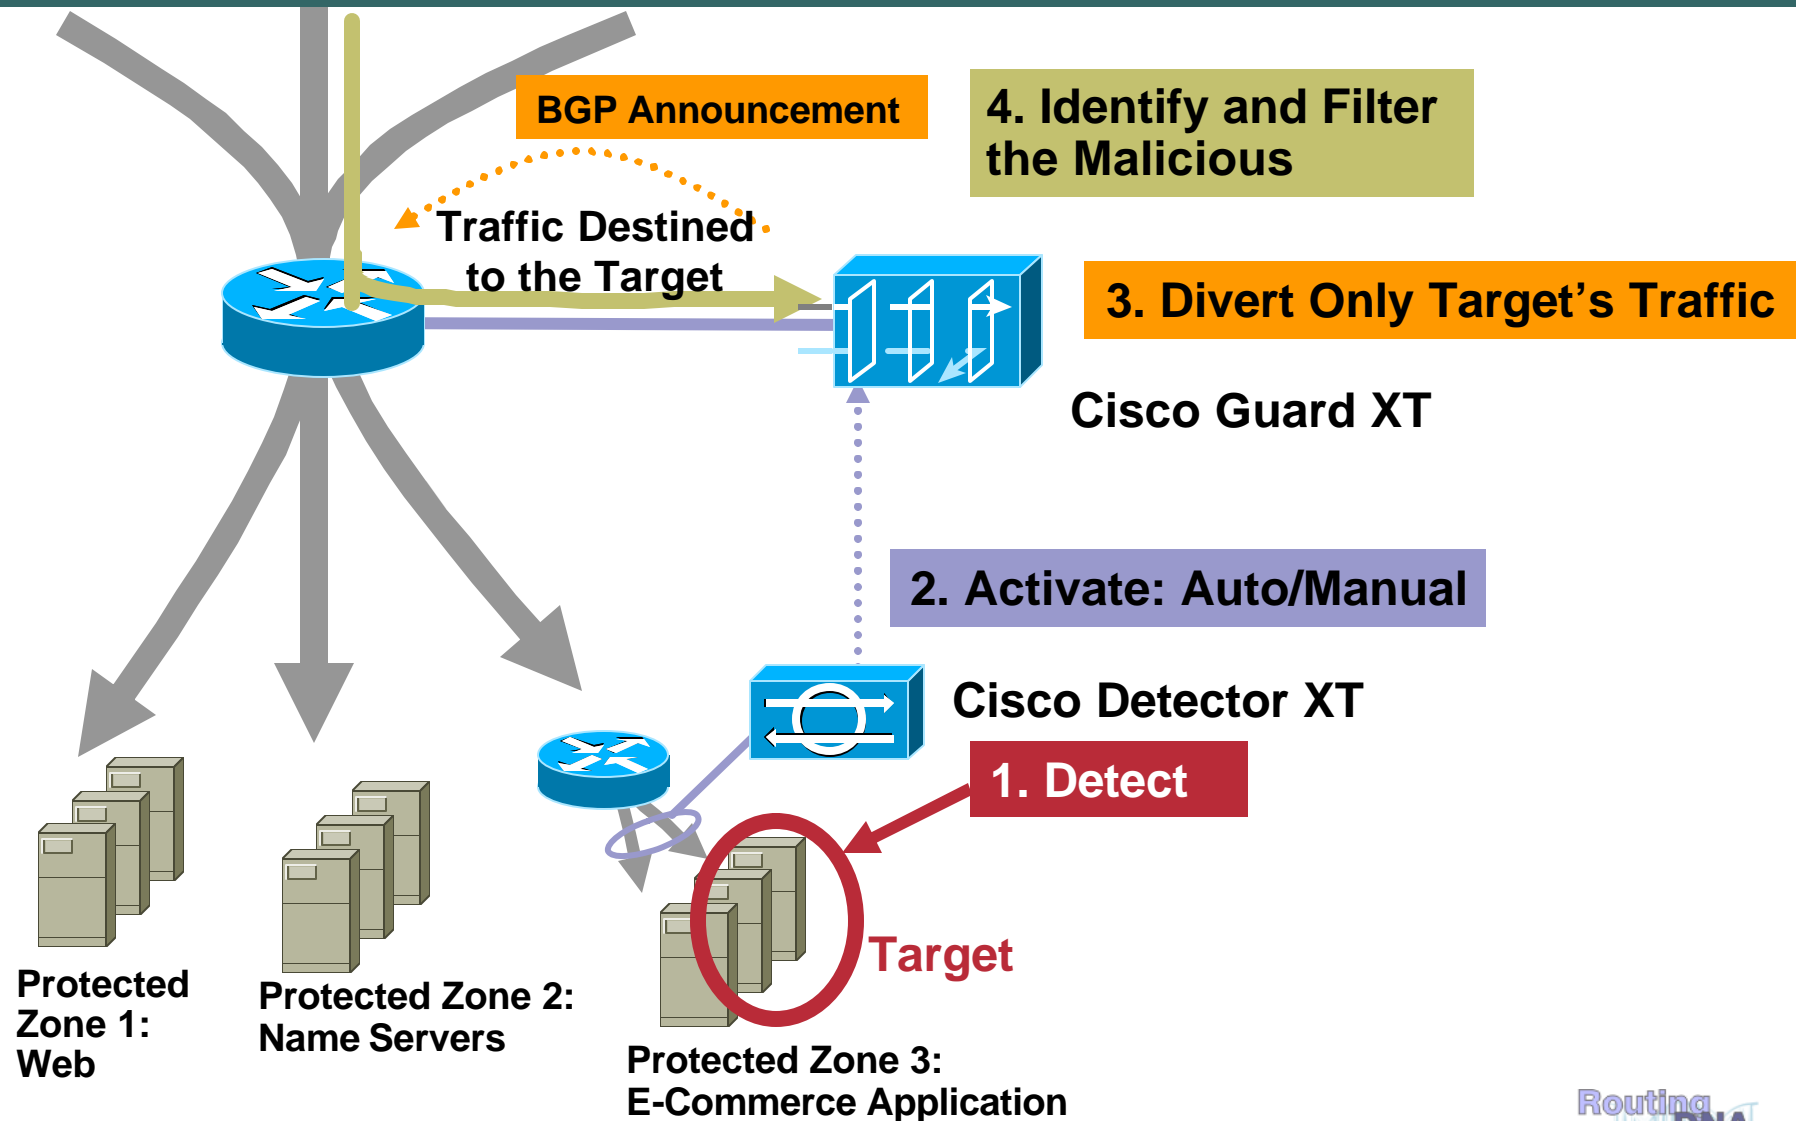 BGP Announcement
4. Identify and Filter
the Malicious
Traffic Destined
to the Target
3. Divert Only Target's Traffic
Cisco Guard XT
2. Activate: Auto/Manual
Cisco Detector XT
1. Detect
Target
Protected
Zone 1:
Web
Protected Zone 2:
Name Servers
Protected Zone 3:
E-Commerce Application
Routing
DNA